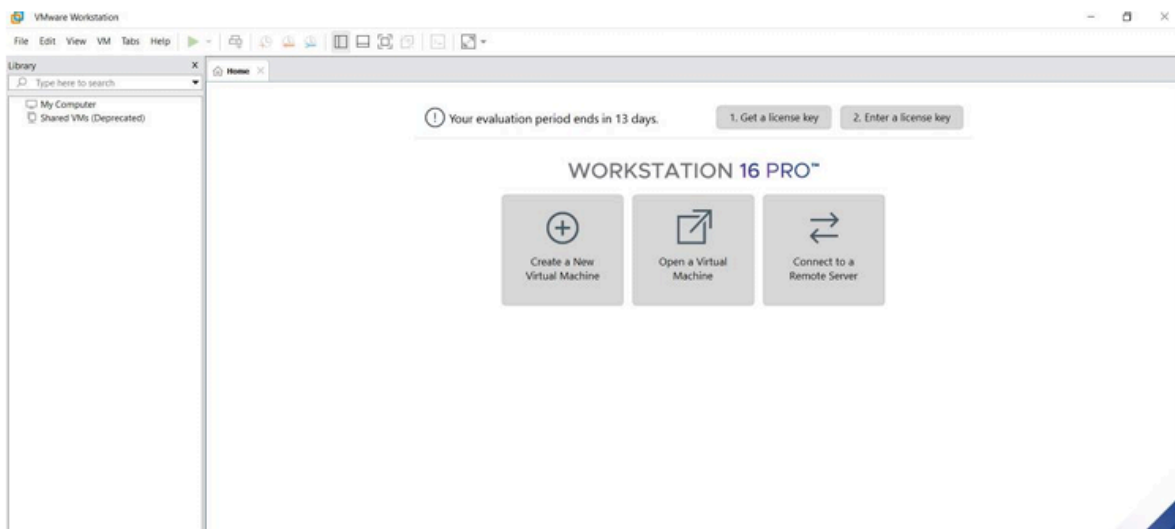 VMware Workstation
File Edit View VM Tabs Help
Library
Type here to search
My Computer
Shared VMs (Deprecated)
Home
Your evaluation period ends in 13 days.
1. Get a license key
2. Enter a license key
WORKSTATION 16 PRO™
Create a New
Virtual Machine
Open a Virtual
Machine
Connect to a
Remote Server